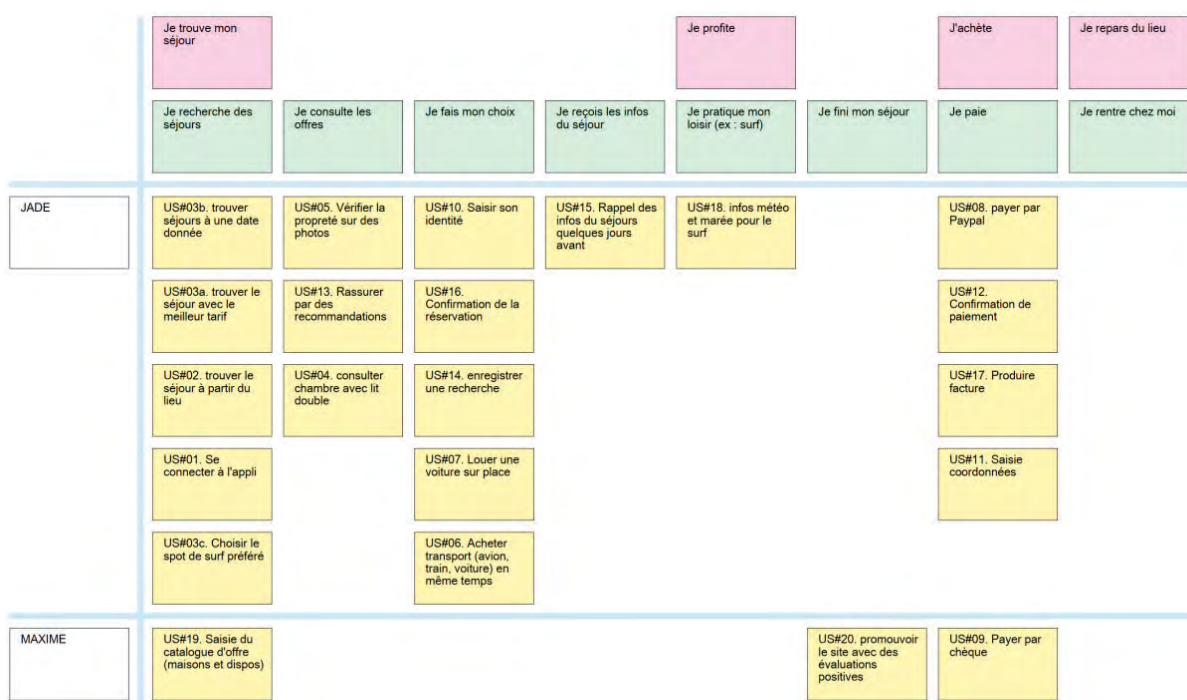 Je trouve mon
séjour
Je profite
J'achète
Je repars du lieu
Je recherche des
séjours
Je consulte les
offres
Je fais mon choix
Je reçois les infos
du séjour
Je pratique mon
loisir (ex : surf)
Je fini mon séjour
Je paie
Je rentre chez moi
JADE
US#03b. trouver
séjours à une date
donnée
US#05. Vérifier la
propreté sur des
photos
US#10. Saisir son
identité
US#15. Rappel des
infos du séjours
quelques jours
avant
US#18. infos météo
et marée pour le
surf
US#08. payer par
Paypal
US#03a. trouver le
séjour avec le
meilleur tarif
US#13. Rassurer
par des
recommandations
US#16.
Confirmation de la
réservation
US#12.
Confirmation de
paiement
US#02. trouver le
séjour à partir du
lieu
US#04. consulter
chambre avec lit
double
US#14. enregistrer
une recherche
US#17. Produire
facture
US#01. Se
connecter à l'appli
US#07. Louer une
voiture sur place
US#11. Saisie
coordonnées
US#03c. Choisir le
spot de surf préféré
US#06. Acheter
transport (avion,
train, voiture) en
même temps
MAXIME
US#19. Saisie du
catalogue d'offre
(maisons et dispos)
US#20. promouvoir
le site avec des
évaluations
positives
US#09. Payer par
chèque